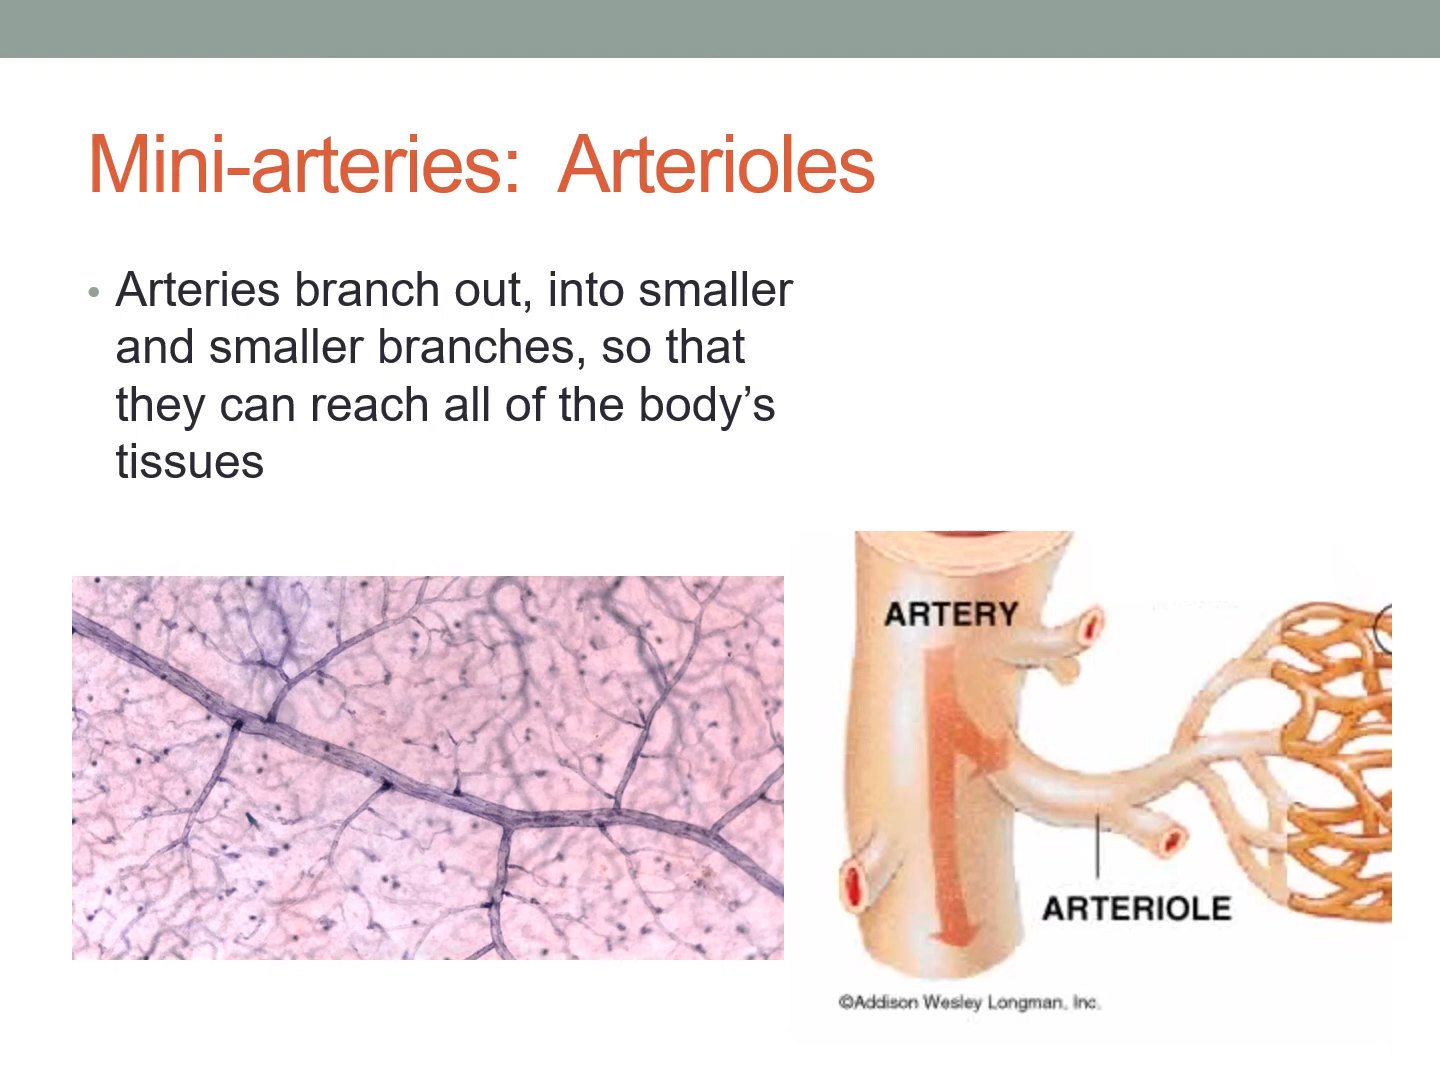 Mini-arteries:  Arterioles
• Arteries branch out, into smaller
and smaller branches, so that
they can reach all of the body’s
tissues
ARTERY
ARTERIOLE
©Addison Wesley Longman, Inc.